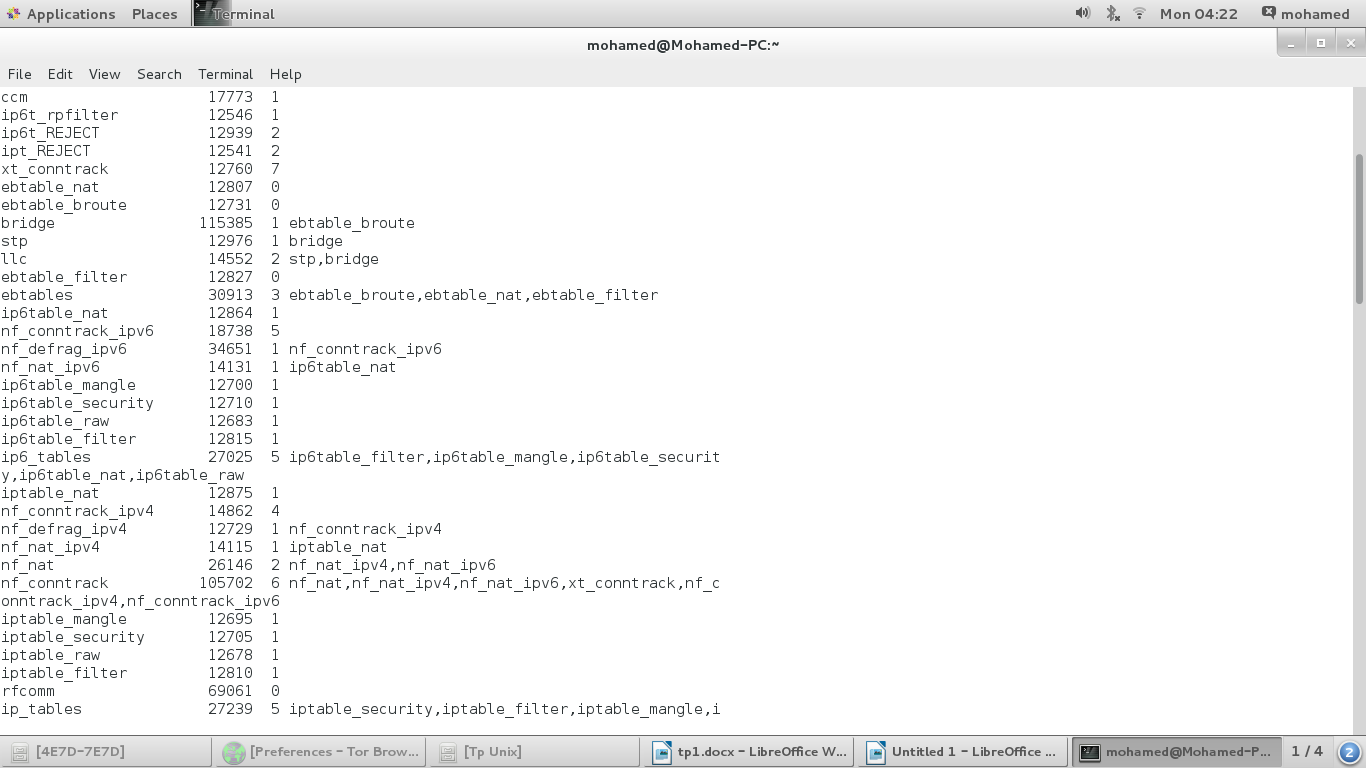 Applications Places Terminal Mon 04:22 mohamed
mohamed@Mohamed-PC:~
File Edit View Search Terminal Help
ccm 17773 1
ip6t_rpfilter 12546 1
ip6t_REJECT 12939 2
ipt_REJECT 12541 2
xt_conntrack 12760 7
ebtable_nat 12807 0
ebtable_broute 12731 0
bridge 115385 1 ebtable_broute
stp 12976 1 bridge
llc 14552 2 stp,bridge
ebtable_filter 12827 0
ebtables 30913 3 ebtable_broute,ebtable_nat,ebtable_filter
ip6table_nat 12864 1
nf_conntrack_ipv6 18738 5
nf_defrag_ipv6 34651 1 nf_conntrack_ipv6
nf_nat_ipv6 14131 1 ip6table_nat
ip6table_mangle 12700 1
ip6table_security 12710 1
ip6table_raw 12683 1
ip6table_filter 12815 1
ip6_tables 27025 5 ip6table_filter,ip6table_mangle,ip6table_securit
y,ip6table_nat,ip6table_raw
iptable_nat 12875 1
nf_conntrack_ipv4 14862 4
nf_defrag_ipv4 12729 1 nf_conntrack_ipv4
nf_nat_ipv4 14115 1 iptable_nat
nf_nat 26146 2 nf_nat_ipv4,nf_nat_ipv6
nf_conntrack 105702 6 nf_nat,nf_nat_ipv4,nf_nat_ipv6,xt_conntrack,nf_c
onntrack_ipv4,nf_conntrack_ipv6
iptable_mangle 12695 1
iptable_security 12705 1
iptable_raw 12678 1
iptable_filter 12810 1
rfcomm 69061 0
ip_tables 27239 5 iptable_security,iptable_filter,iptable_mangle,i
[4E7D-7E7D] [Preferences - Tor Brow... [Tp Unix] tp1.docx - LibreOffice W... Untitled 1 - LibreOffice ... mohamed@Mohamed-P... 1 / 4 2